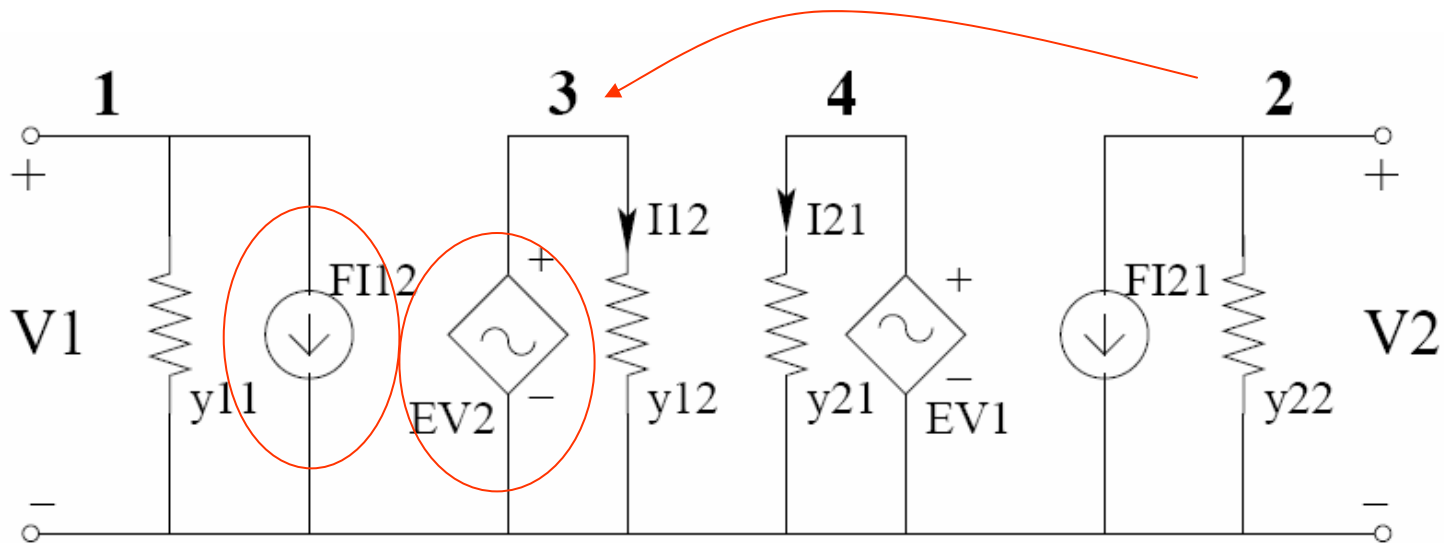 1 3 4 2
+ + +
I12 I21
FI12 + + FI21
V1 V2
y11 EV2 − y12 y21 − EV1 y22
− −